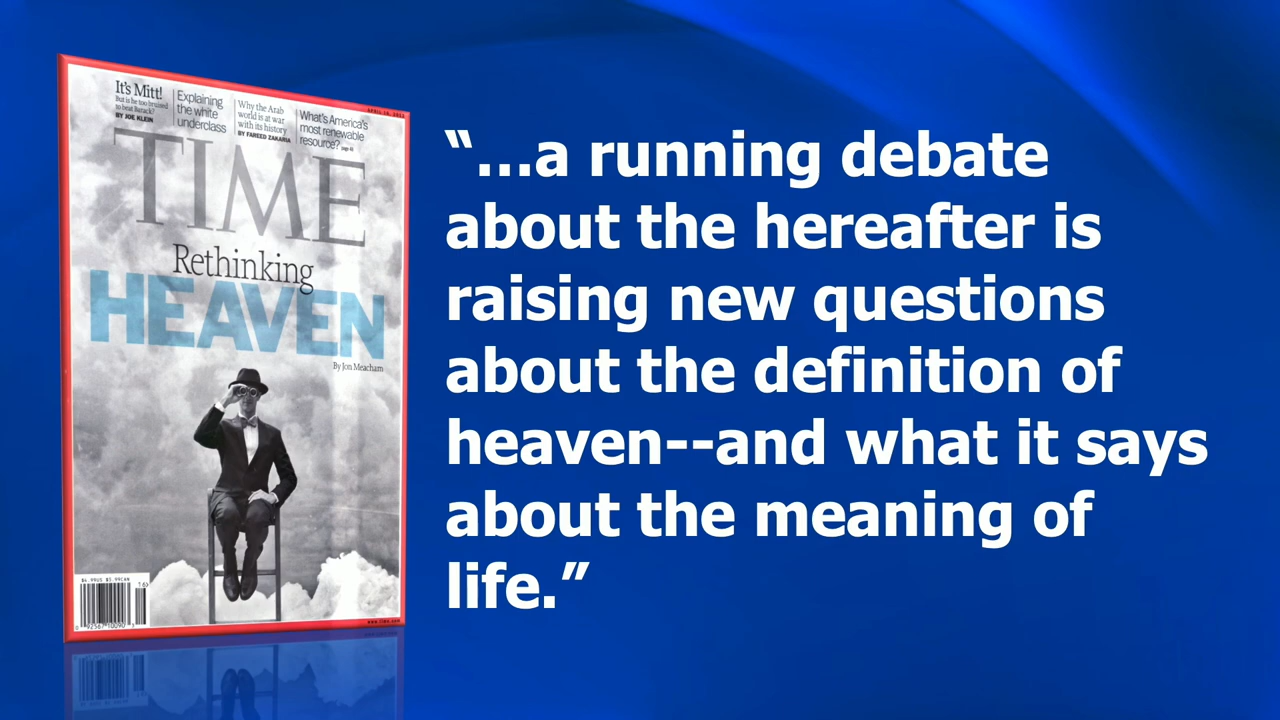 It's Mitt!
But is he too bruised
to beat Barack?
BY JOE KLEIN
Explaining
the white
underclass
Why the Arab
world is at war
with its history
BY FAREED ZAKARIA
What's America's
most renewable
resource?
TIME
Rethinking
HEAVEN
By Jon Meacham
www.time.com
“...a running debate
about the hereafter is
raising new questions
about the definition of
heaven--and what it says
about the meaning of
life.”